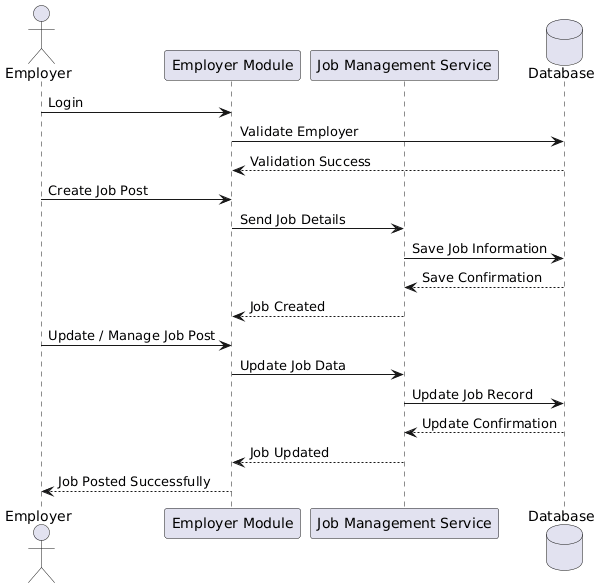 Employer
Employer Module
Job Management Service
Database
Login
Validate Employer
Validation Success
Create Job Post
Send Job Details
Save Job Information
Save Confirmation
Job Created
Update / Manage Job Post
Update Job Data
Update Job Record
Update Confirmation
Job Updated
Job Posted Successfully
Employer
Employer Module
Job Management Service
Database